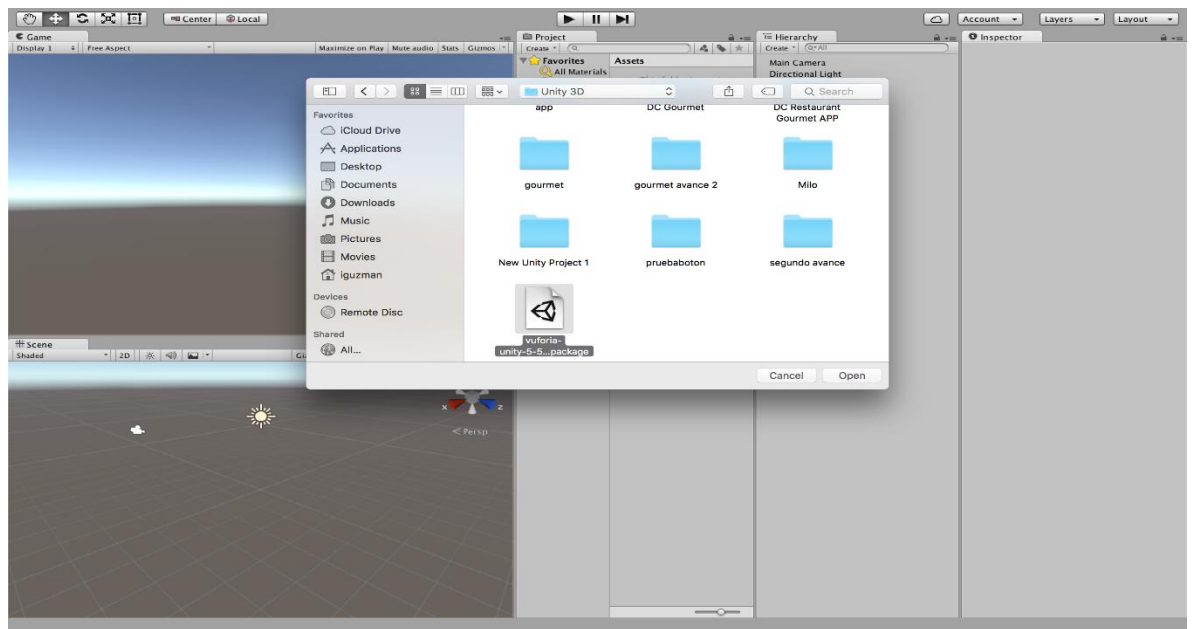 Center Local Account Layers Layout
Game
Display 1 Free Aspect Maximize on Play Mute audio Stats Gizmos
Project
Create
Favorites
All Materials
Assets
Hierarchy
Create All
Main Camera
Directional Light
Inspector
Unity 3D
Search
Favorites
iCloud Drive
Applications
Desktop
Documents
Downloads
Music
Pictures
Movies
iguzman
Devices
Remote Disc
Shared
All...
app
DC Gourmet
DC Restaurant
Gourmet APP
gourmet
gourmet avance 2
Milo
New Unity Project 1
pruebaboton
segundo avance
vuforia-
unity-5-5...package
Cancel Open
Scene
Shaded 2D
x z
Persp